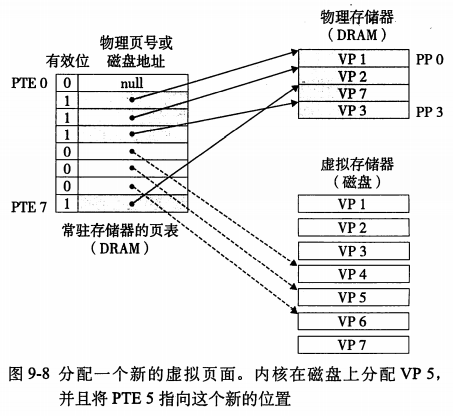 物理页号或
有效位 磁盘地址
PTE 0 0 null
1
1
1
0
0
0
PTE 7 1
常驻存储器的页表
（DRAM）
物理存储器
（DRAM）
VP 1 PP 0
VP 2
VP 7
VP 3 PP 3
虚拟存储器
（磁盘）
VP 1
VP 2
VP 3
VP 4
VP 5
VP 6
VP 7
图 9-8 分配一个新的虚拟页面。内核在磁盘上分配 VP 5，
并且将 PTE 5 指向这个新的位置